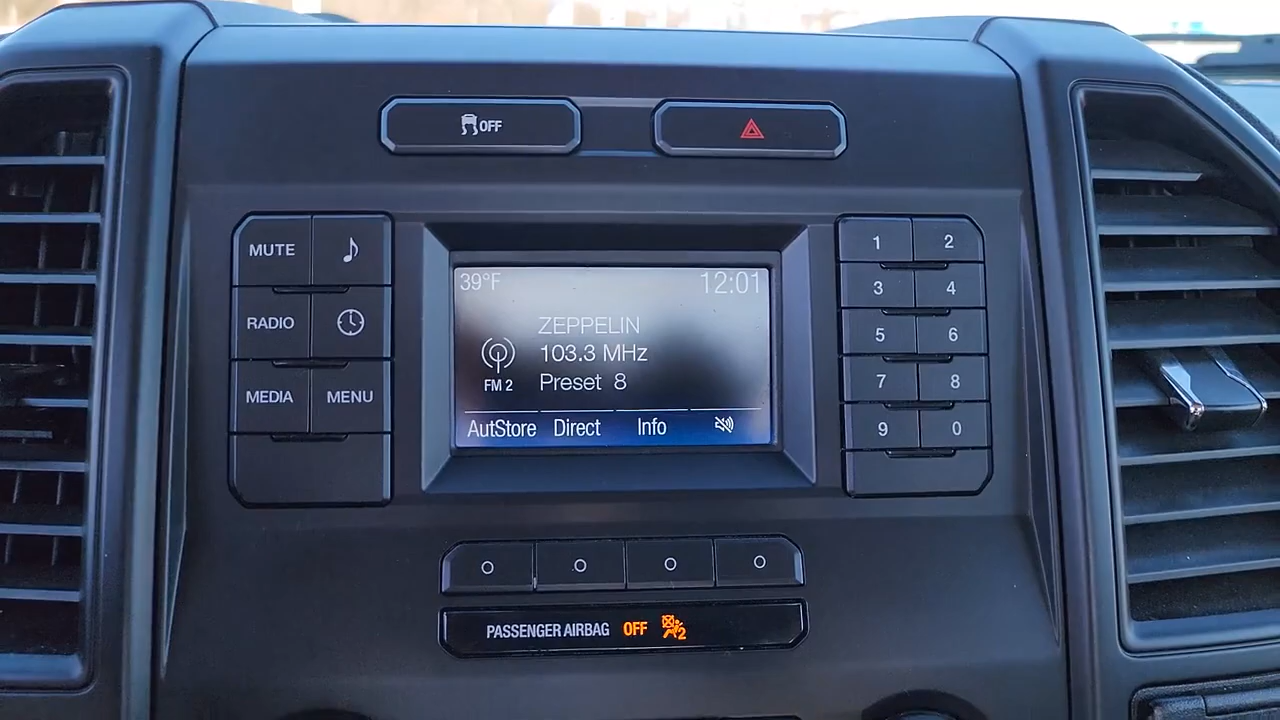 OFF
39°F 12:01
ZEPPELIN
103.3 MHz
FM 2
Preset 8
AutStore Direct Info
MUTE
RADIO
MEDIA MENU
1 2
3 4
5 6
7 8
9 0
PASSENGER AIRBAG OFF 2